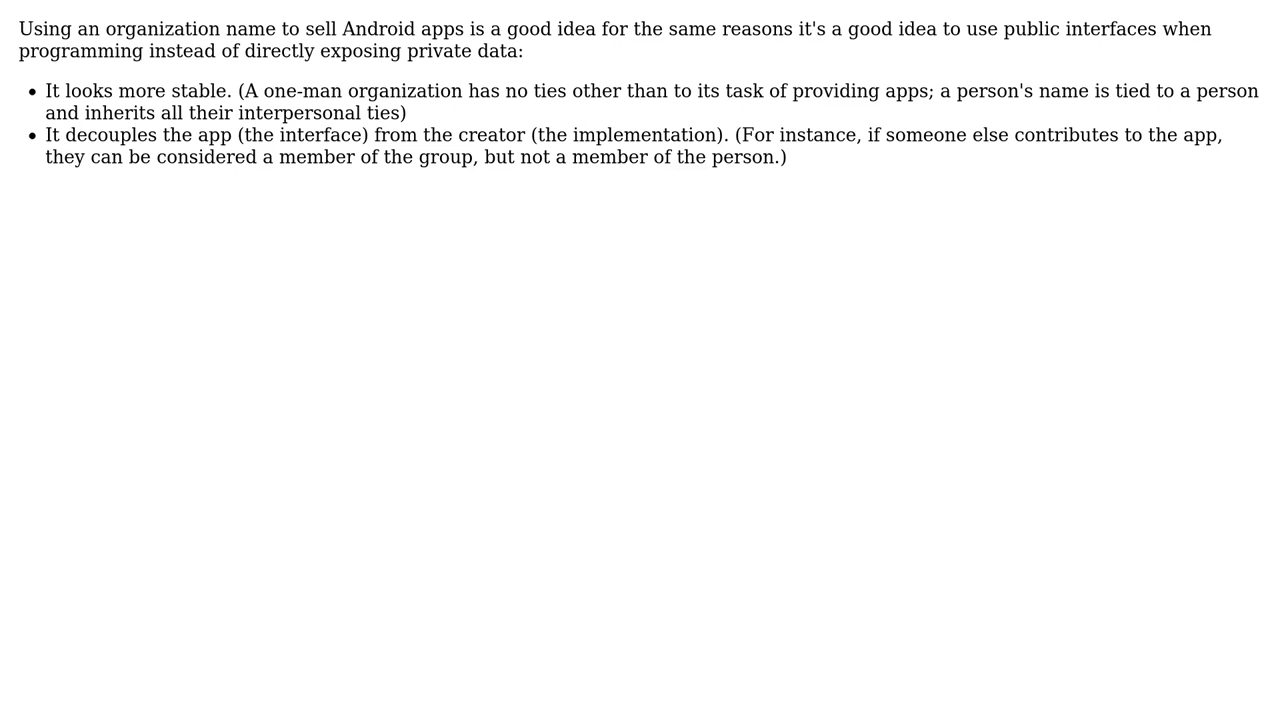 Using an organization name to sell Android apps is a good idea for the same reasons it's a good idea to use public interfaces when
programming instead of directly exposing private data:
• It looks more stable. (A one-man organization has no ties other than to its task of providing apps; a person's name is tied to a person
and inherits all their interpersonal ties)
• It decouples the app (the interface) from the creator (the implementation). (For instance, if someone else contributes to the app,
they can be considered a member of the group, but not a member of the person.)